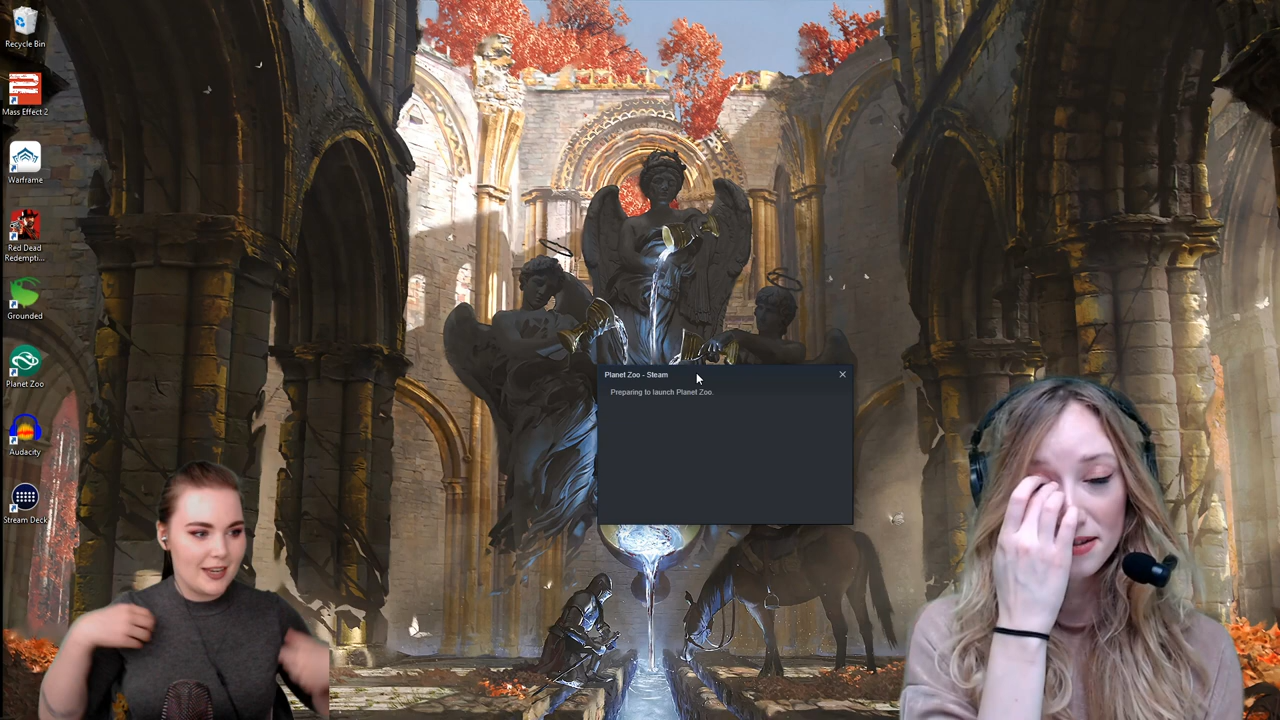 Recycle Bin
Mass Effect 2
Warframe
Red Dead
Redempti...
Grounded
Planet Zoo
Audacity
Stream Deck
Planet Zoo - Steam
Preparing to launch Planet Zoo.